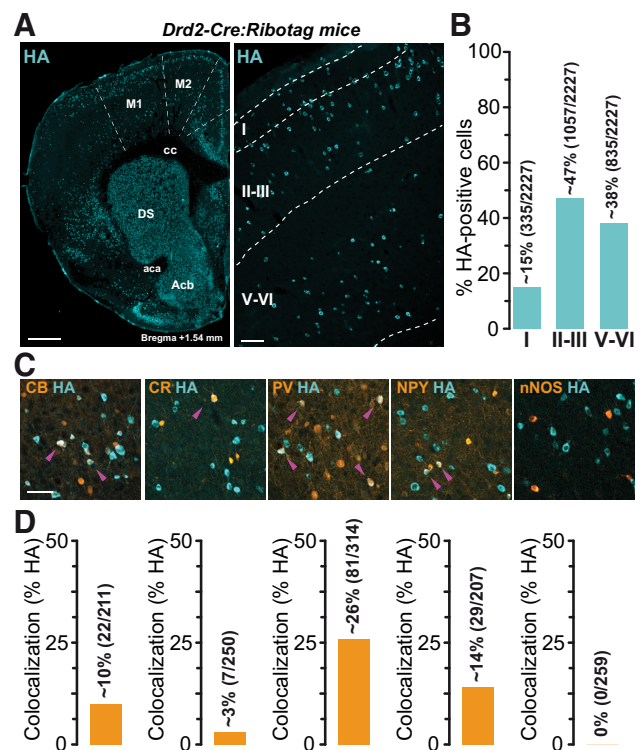 A
Drd2-Cre:Ribotag mice
HA
M1
M2
cc
DS
aca
Acb
Bregma +1.54 mm
HA
I
II-III
V-VI
B
% HA-positive cells
100
80
60
40
20
0
~15% (335/2227)
~47% (1057/2227)
~38% (835/2227)
I
II-III
V-VI
C
CB HA
CR HA
PV HA
NPY HA
nNOS HA
D
Colocalization (% HA)
50
25
0
~10% (22/211)
Colocalization (% HA)
50
25
0
~3% (7/250)
Colocalization (% HA)
50
25
0
~26% (81/314)
Colocalization (% HA)
50
25
0
~14% (29/207)
Colocalization (% HA)
50
25
0
0% (0/259)